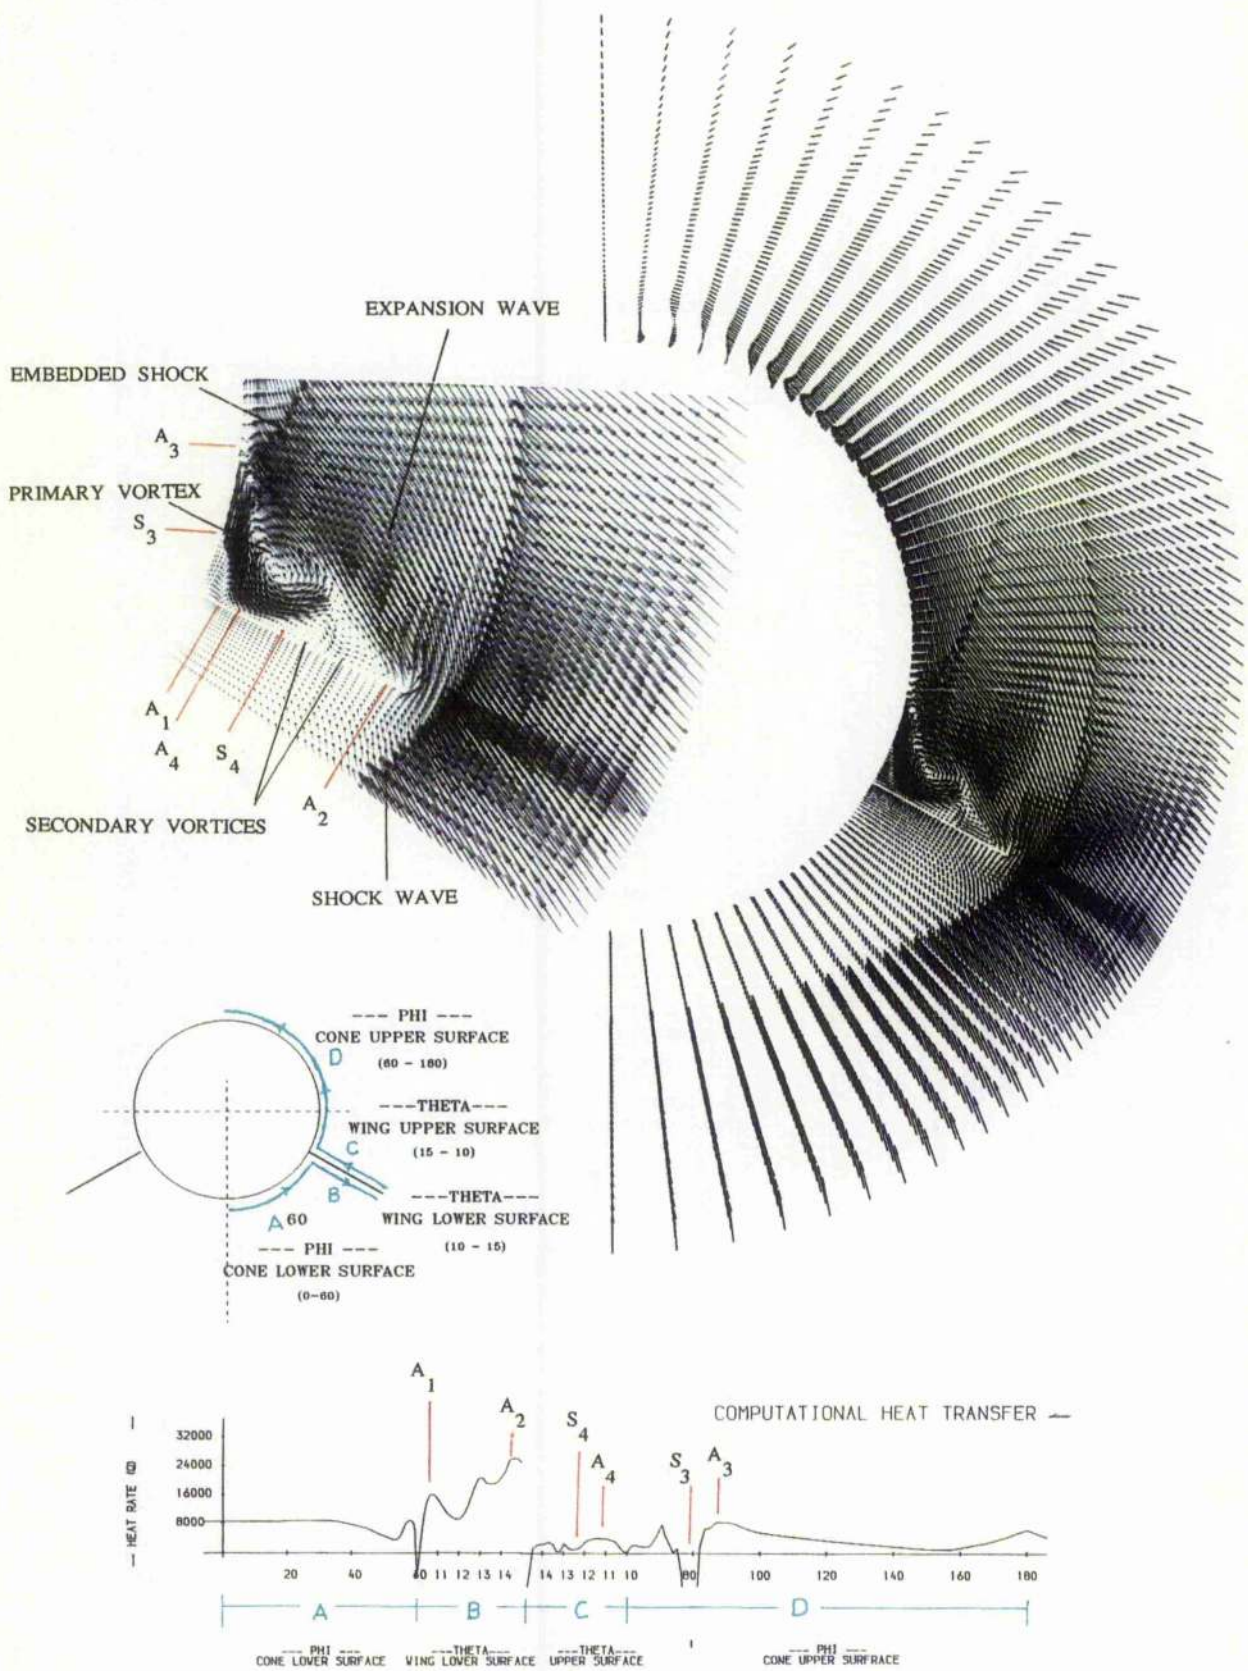 EXPANSION WAVE
EMBEDDED SHOCK
A3
PRIMARY VORTEX
S3
A1
A4
S4
A2
SECONDARY VORTICES
SHOCK WAVE
--- PHI ---
CONE UPPER SURFACE
(60 - 180)
D
---THETA---
WING UPPER SURFACE
(15 - 10)
C
B
---THETA---
WING LOWER SURFACE
(10 - 15)
A 60
--- PHI ---
CONE LOWER SURFACE
(0-60)
A1
A2
S4
A4
S3
A3
COMPUTATIONAL HEAT TRANSFER
HEAT RATE
32000
24000
16000
8000
20 40 60 11 12 13 14 14 13 12 11 10 80 100 120 140 160 180
A B C D
--- PHI --- ---THETA--- ---THETA--- --- PHI ---
CONE LOWER SURFACE WING LOWER SURFACE UPPER SURFACE CONE UPPER SURFRACE